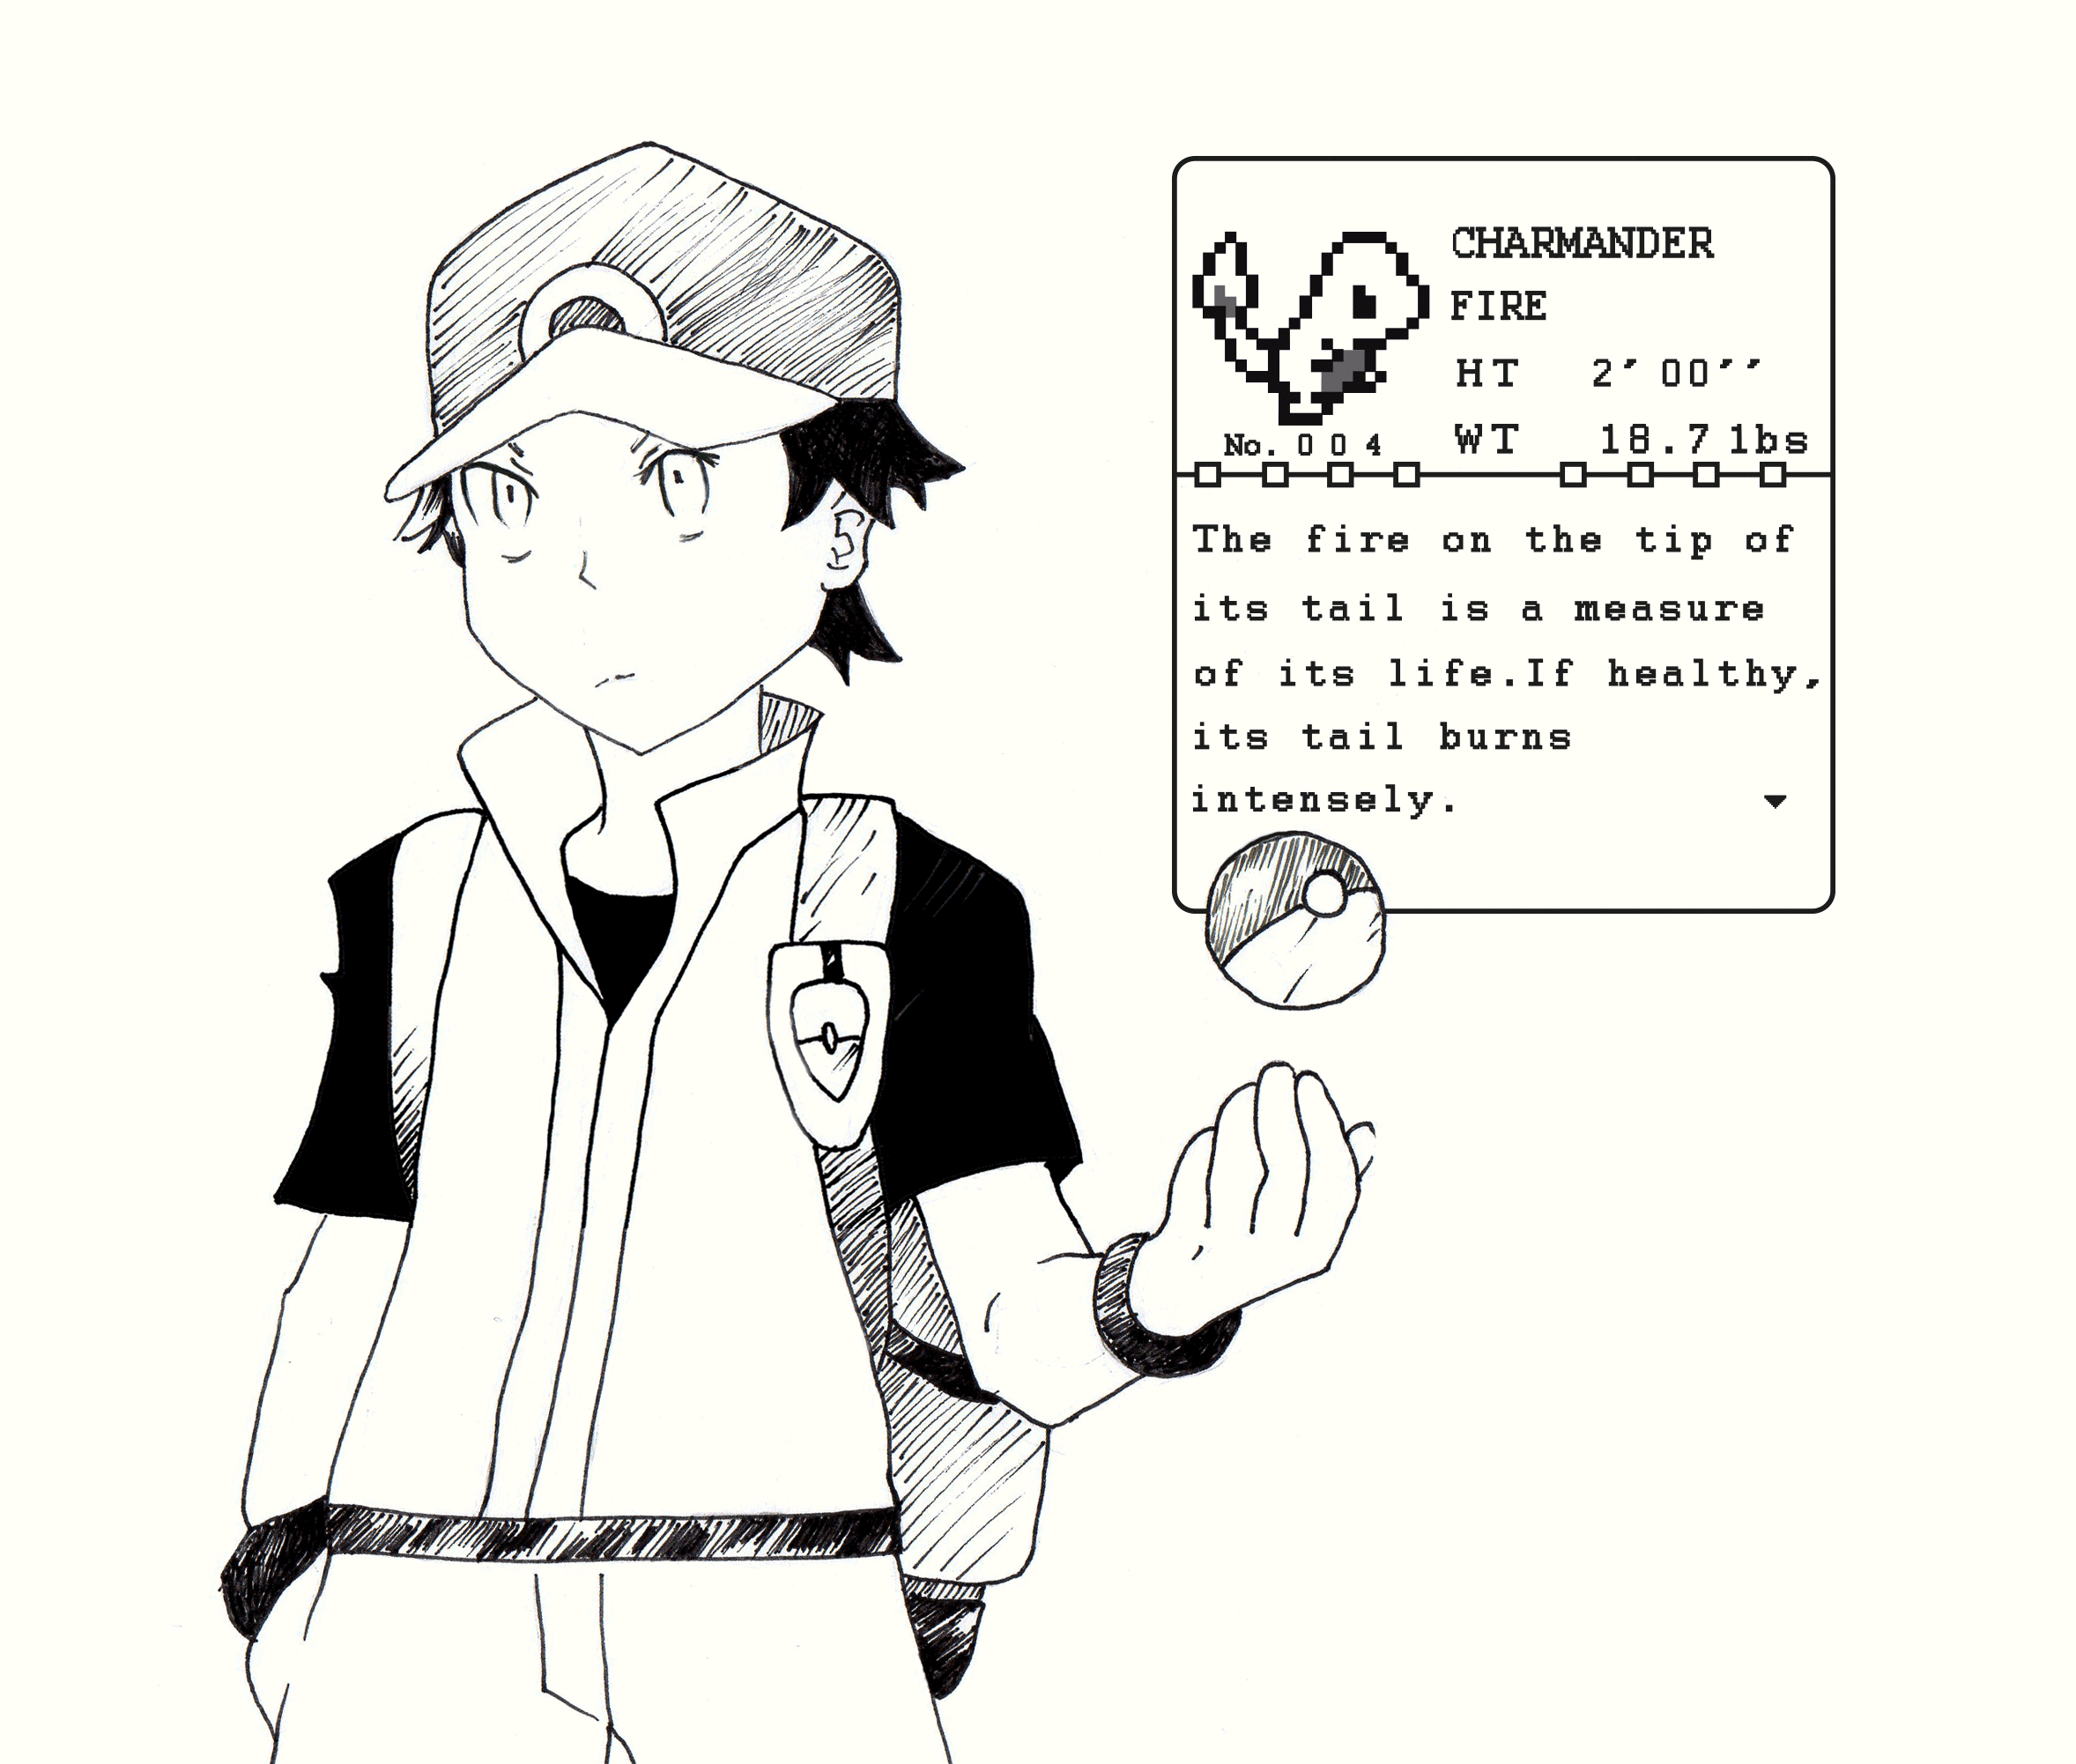 CHARMANDER
FIRE
HT 2′ 00′′
WT 18.7 lbs
No. 004
The fire on the tip of
its tail is a measure
of its life.If healthy,
its tail burns
intensely.